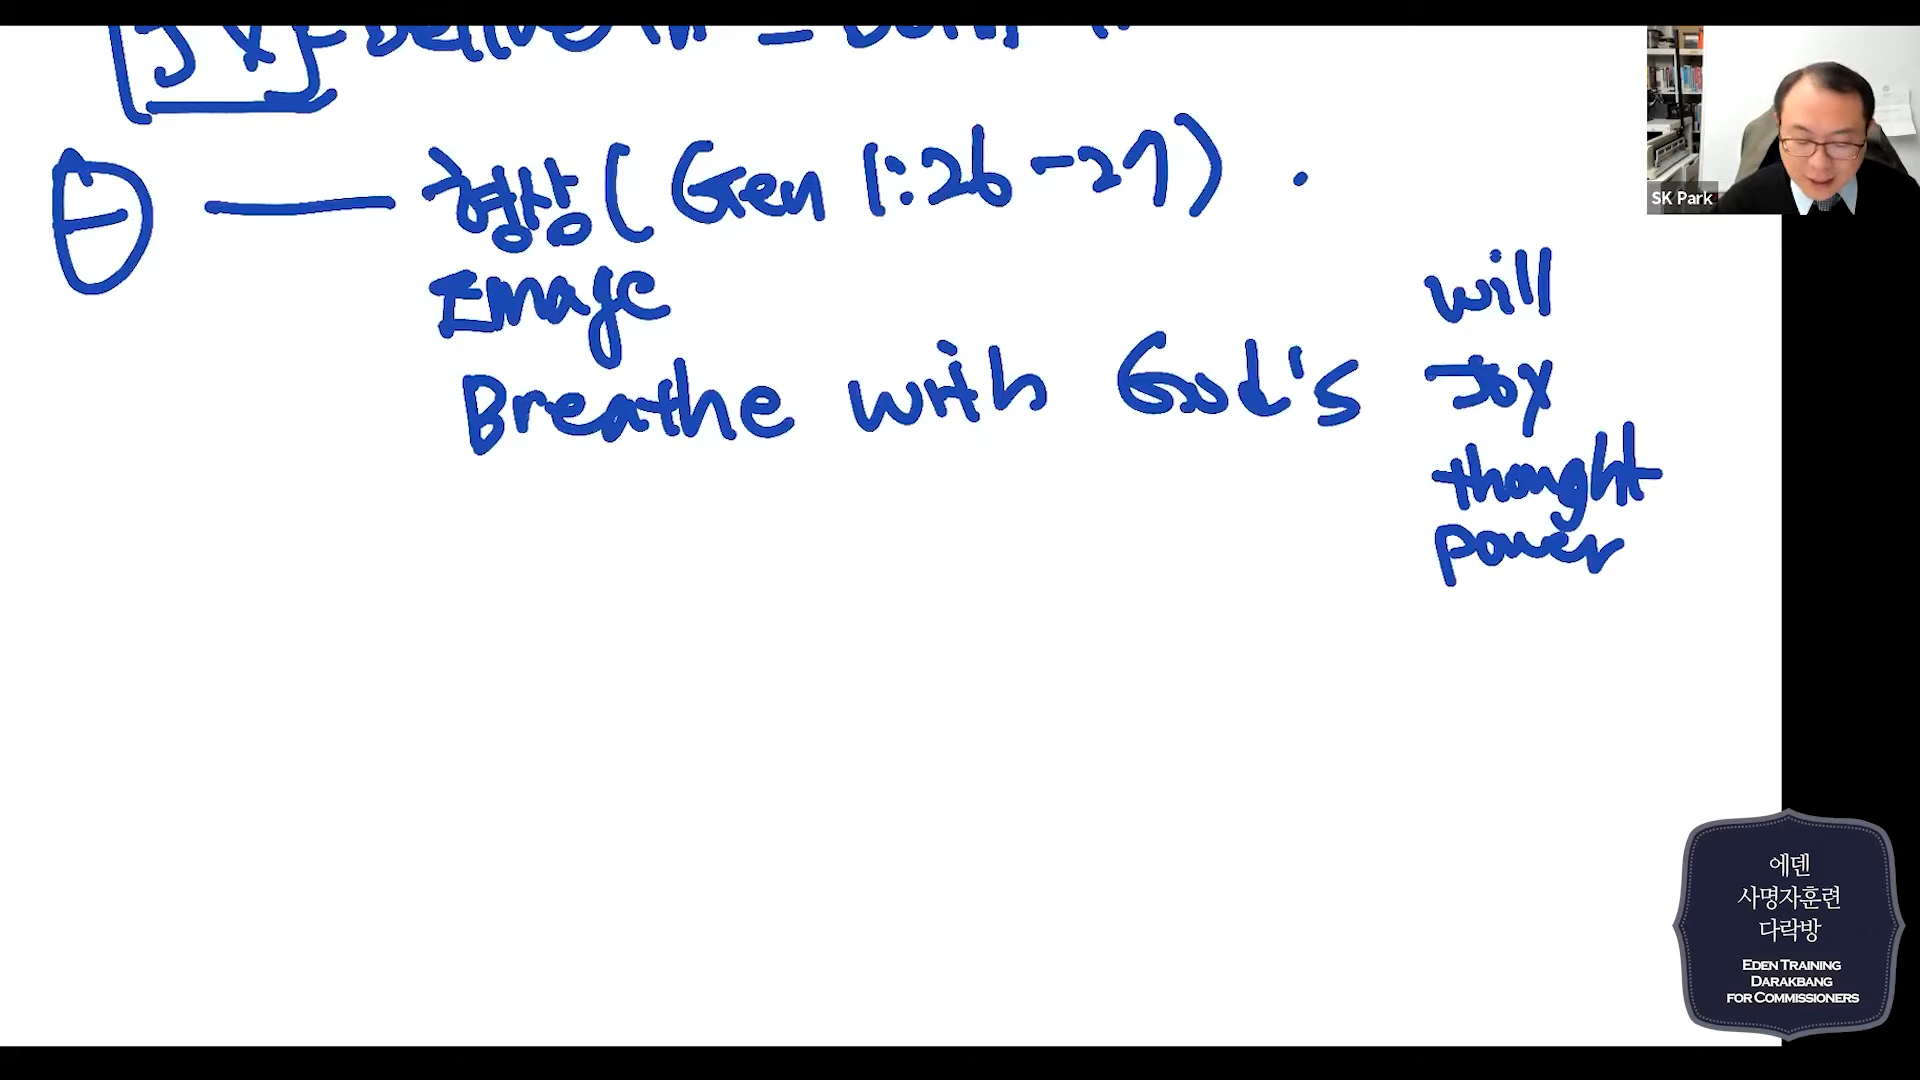 형상 (Gen 1:26-27) .
Image
Breathe with God's
will
Joy
thought
power
SK Park
에덴
사명자훈련
다락방
EDEN TRAINING
DARAKBANG
FOR COMMISSIONERS